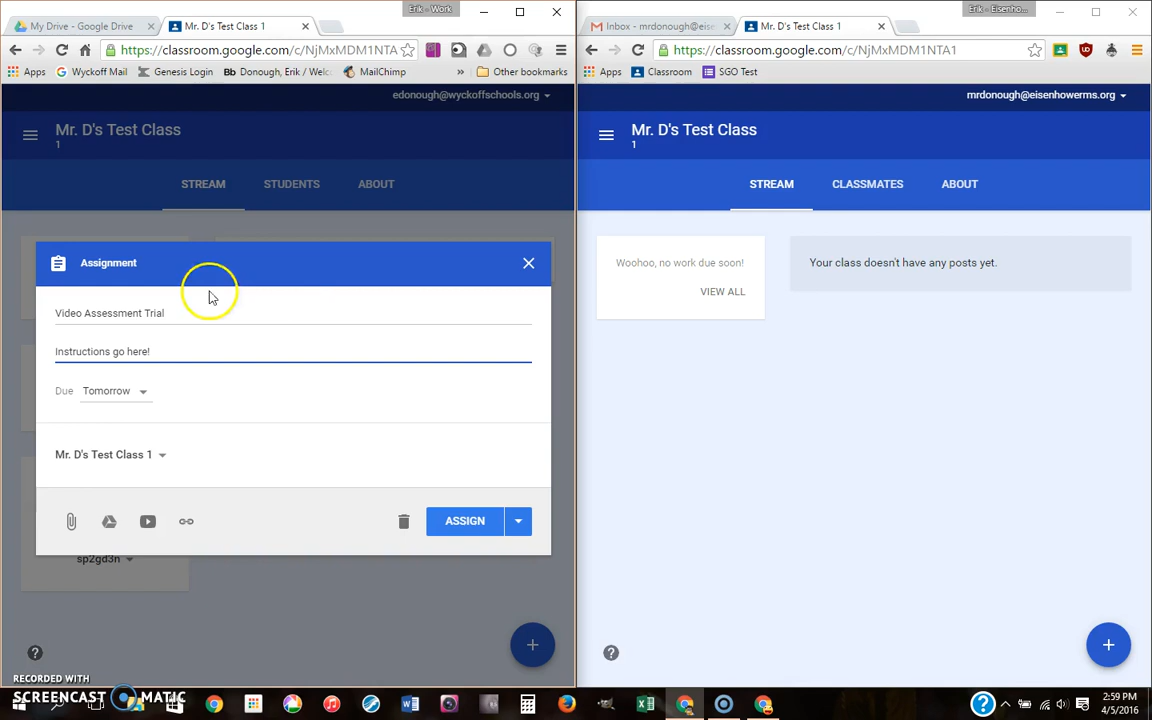 Erik - Work
My Drive - Google Drive
Mr. D's Test Class 1
https://classroom.google.com/c/NjMxMDM1NTA
Apps
Wyckoff Mail
Genesis Login
Bb Donough, Erik / Welc
MailChimp
»
Other bookmarks
edonough@wyckoffschools.org
Mr. D's Test Class
1
STREAM
STUDENTS
ABOUT
Assignment
Video Assessment Trial
Instructions go here!
Due Tomorrow
Mr. D's Test Class 1
ASSIGN
sp2gd3n
RECORDED WITH
SCREENCAST MATIC
Erik - Eisenho...
Inbox - mrdonough@eise
Mr. D's Test Class 1
https://classroom.google.com/c/NjMxMDM1NTA1
Apps
Classroom
SGO Test
mrdonough@eisenhowerms.org
Mr. D's Test Class
1
STREAM
CLASSMATES
ABOUT
Woohoo, no work due soon!
VIEW ALL
Your class doesn't have any posts yet.
2:59 PM
4/5/2016